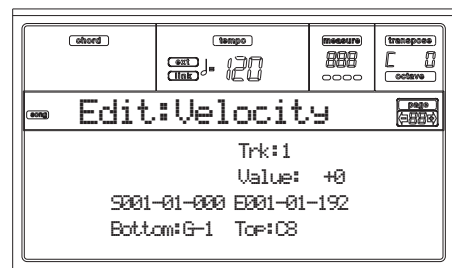 chord tempo measure transpose
ext link ♩= 120 888 C 0
octave
song Edit:Velocity page 88
Trk:1
Value: +0
S001-01-000 E001-01-192
Bottom:G-1 Top:C8